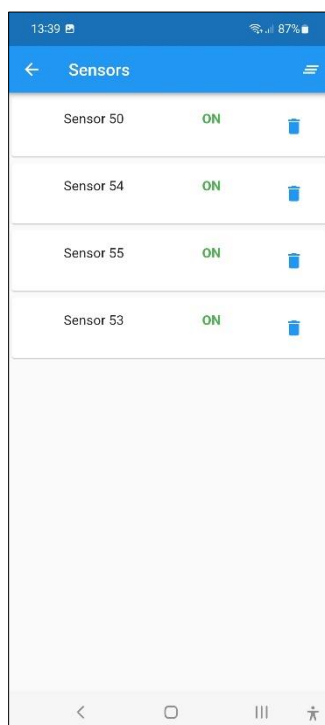 13:39 87%
Sensors
Sensor 50 ON
Sensor 54 ON
Sensor 55 ON
Sensor 53 ON